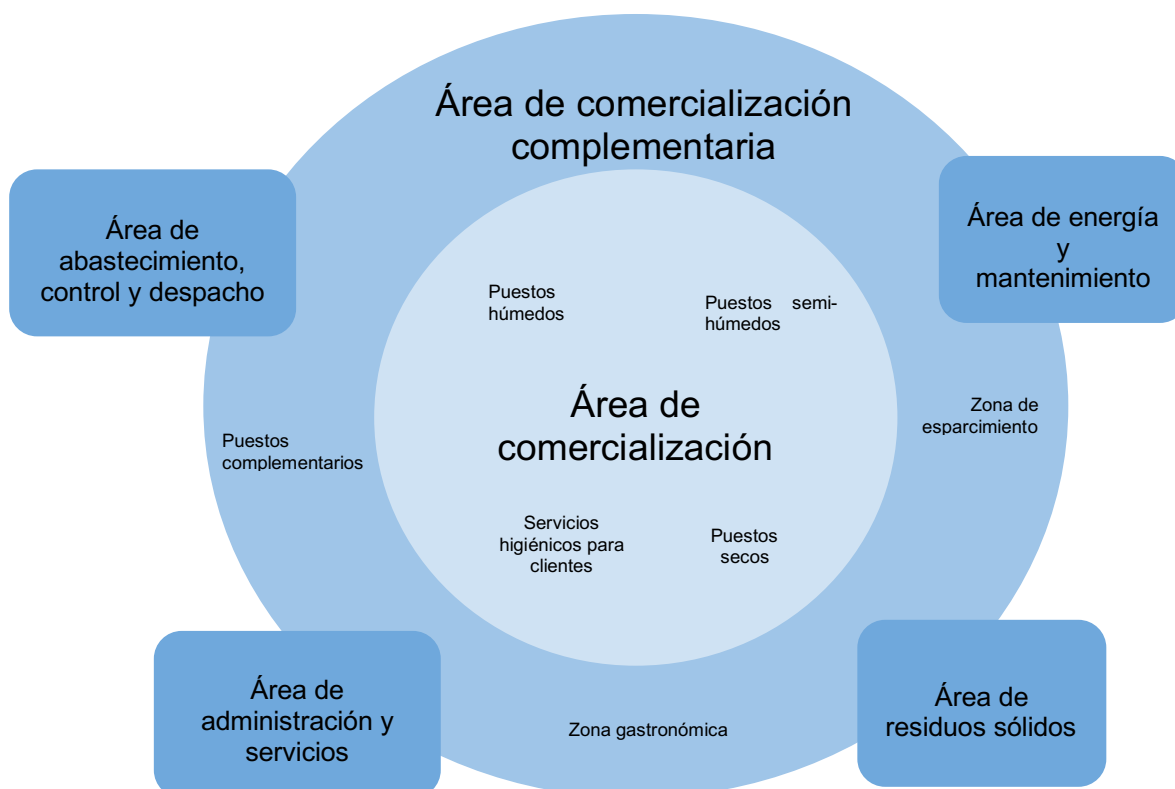 Área de comercialización
complementaria
Área de
abastecimiento,
control y despacho
Área de energía
y
mantenimiento
Puestos
húmedos
Puestos semi-
húmedos
Área de
comercialización
Zona de
esparcimiento
Puestos
complementarios
Servicios
higiénicos para
clientes
Puestos
secos
Área de
administración y
servicios
Zona gastronómica
Área de
residuos sólidos